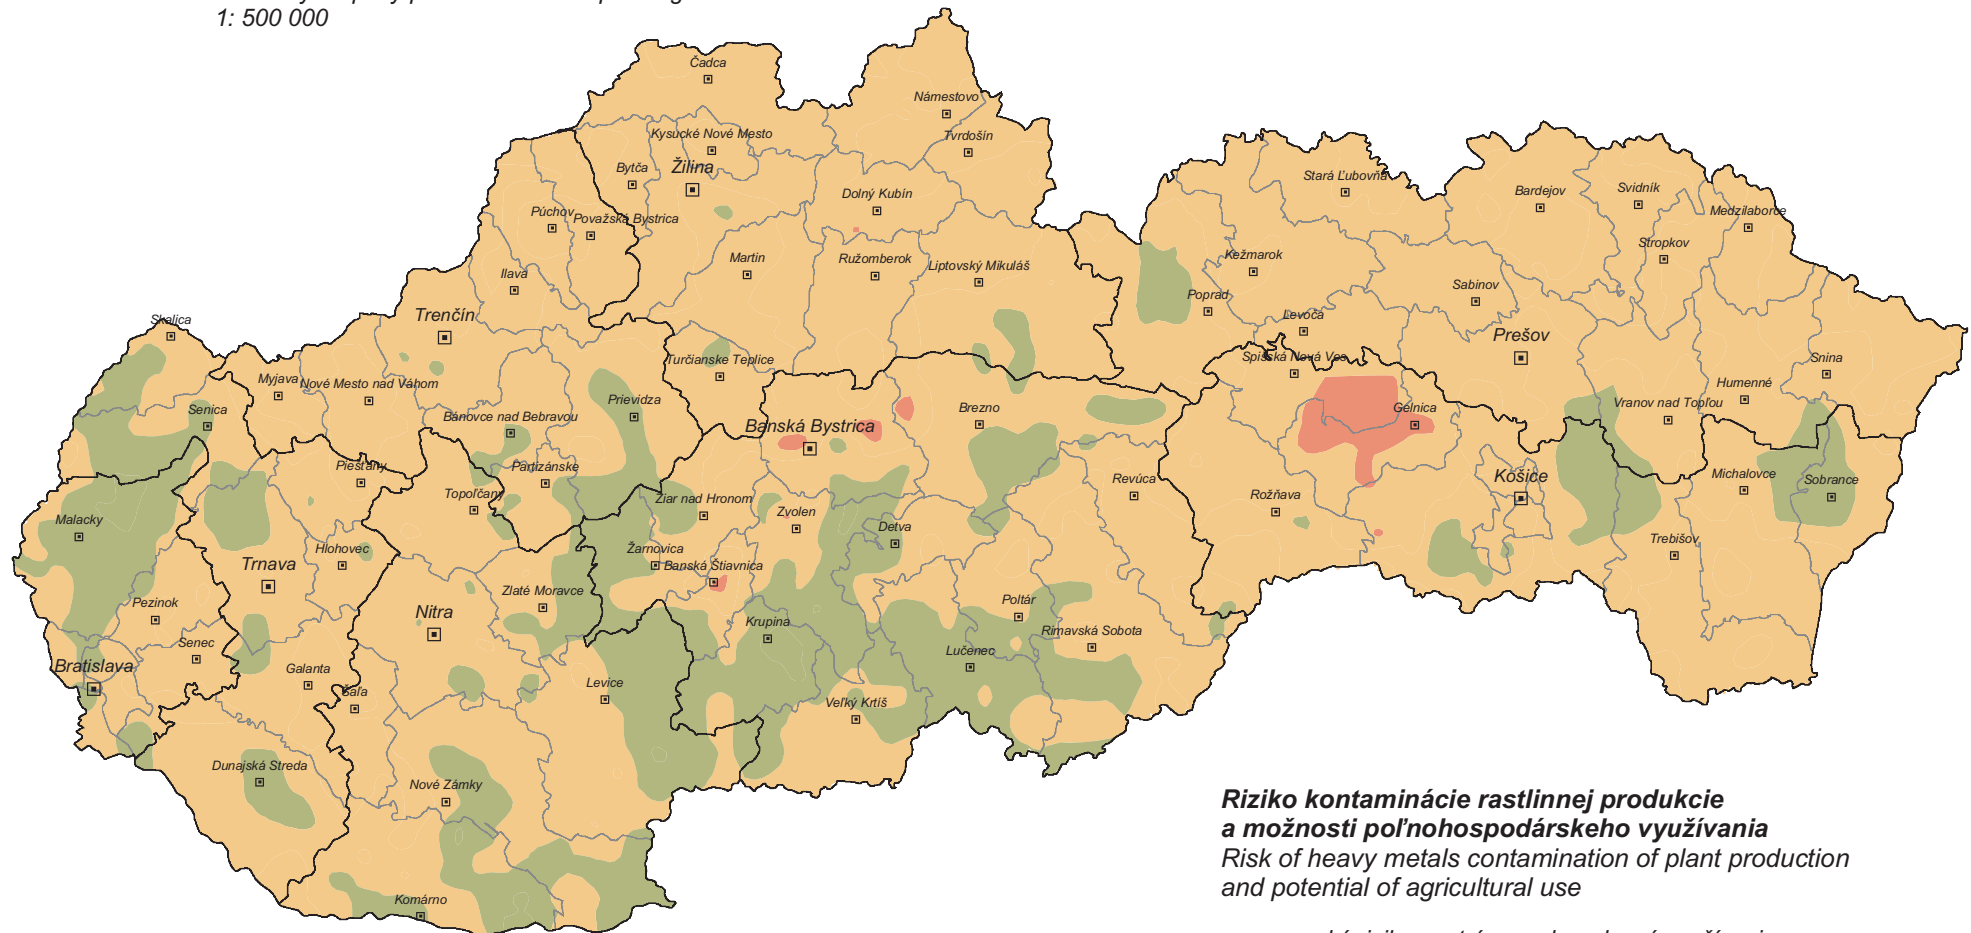 1: 500 000
Čadca
Námestovo
Kysucké Nové Mesto
Tvrdošín
Bytča
Žilina
Stará Ľubovňa
Dolný Kubín
Bardejov
Svidník
Púchov
Považská Bystrica
Medzilaborce
Stropkov
Martin
Ružomberok
Liptovský Mikuláš
Kežmarok
Ilava
Sabinov
Poprad
Trenčín
Skalica
Levoča
Prešov
Turčianske Teplice
Spišská Nová Ves
Snina
Myjava
Nové Mesto nad Váhom
Humenné
Senica
Bánovce nad Bebravou
Prievidza
Banská Bystrica
Brezno
Gelnica
Vranov nad Topľou
Piešťany
Partizánske
Topoľčany
Žiar nad Hronom
Zvolen
Revúca
Rožňava
Košice
Michalovce
Sobrance
Malacky
Detva
Trebišov
Hlohovec
Trnava
Žarnovica
Banská Štiavnica
Zlaté Moravce
Pezinok
Nitra
Krupina
Poltár
Rimavská Sobota
Senec
Lučenec
Bratislava
Galanta
Šaľa
Levice
Veľký Krtíš
Dunajská Streda
Nové Zámky
Komárno
Riziko kontaminácie rastlinnej produkcie
a možnosti poľnohospodárskeho využívania
Risk of heavy metals contamination of plant production
and potential of agricultural use